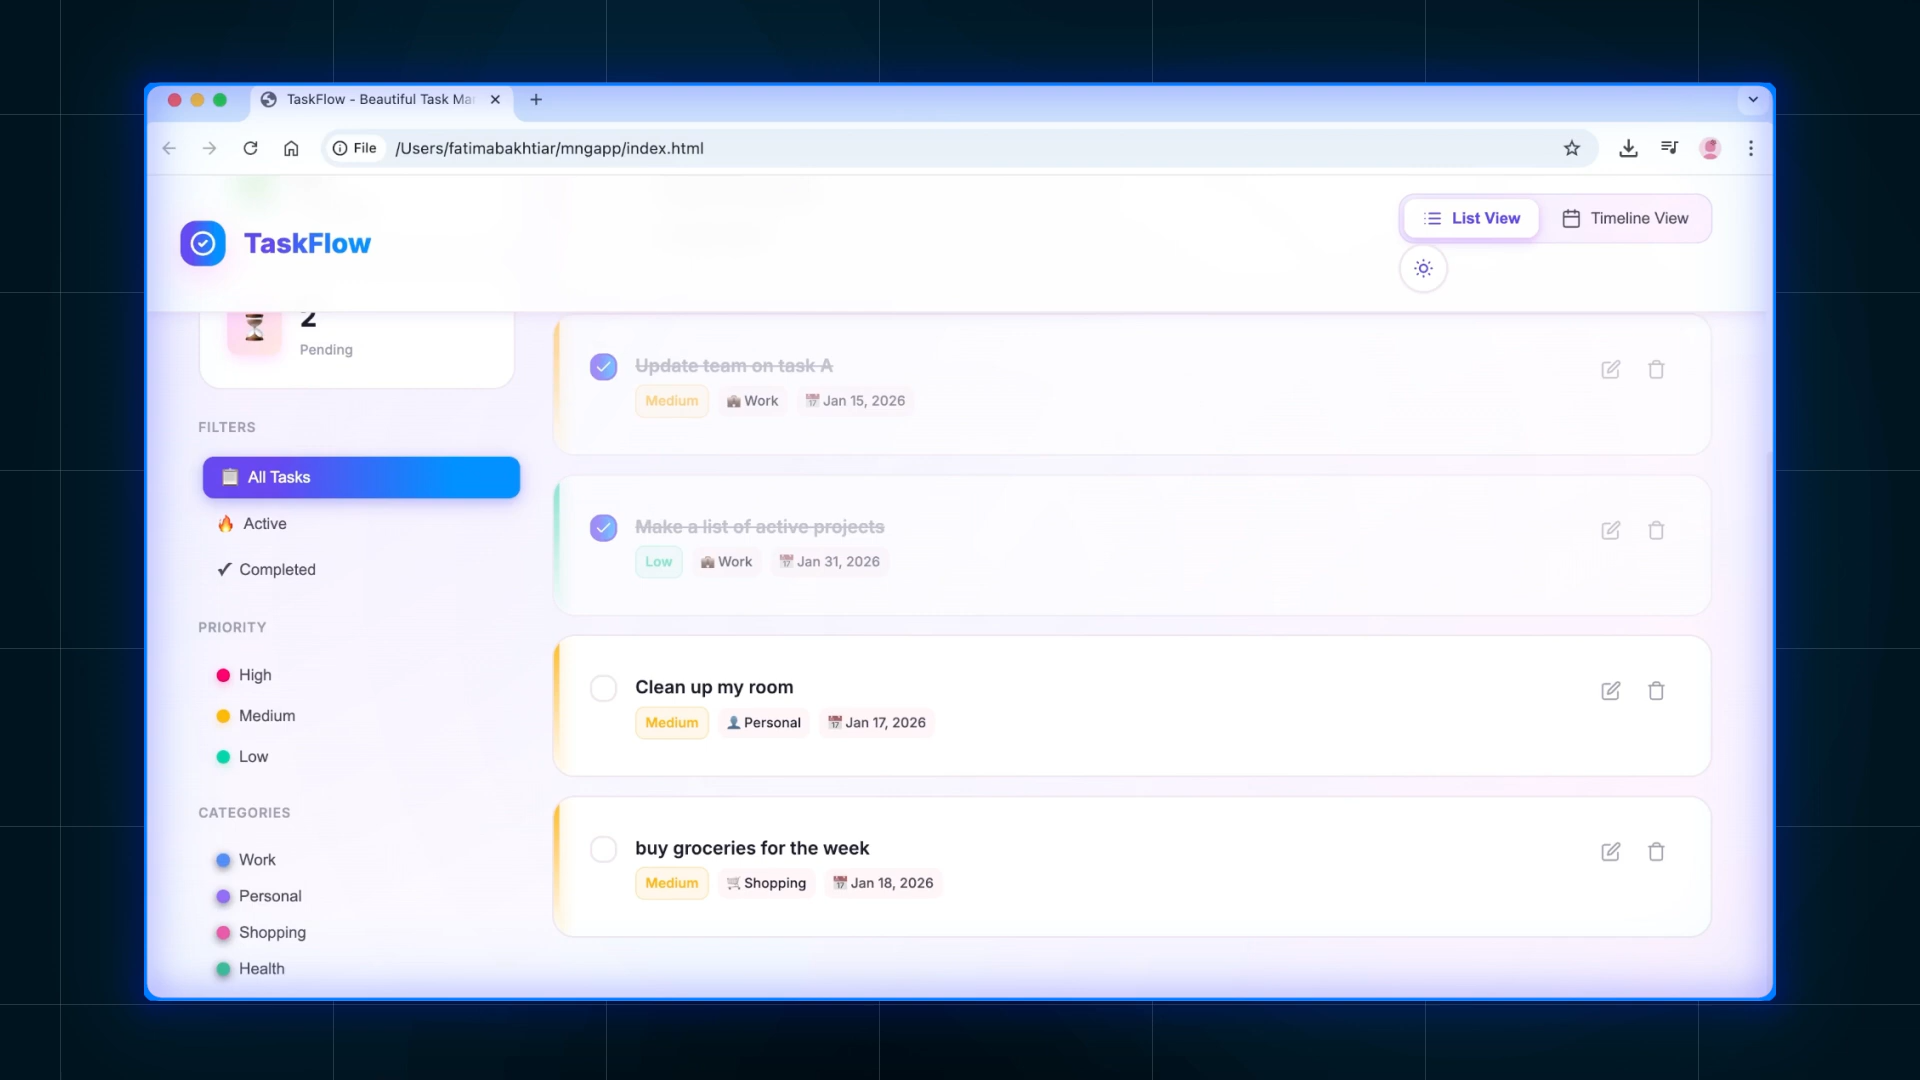 TaskFlow - Beautiful Task Ma
File
/Users/fatimabakhtiar/mngapp/index.html
TaskFlow
List View
Timeline View
2
Pending
FILTERS
All Tasks
Active
Completed
PRIORITY
High
Medium
Low
CATEGORIES
Work
Personal
Shopping
Health
Update team on task A
Medium Work Jan 15, 2026
Make a list of active projects
Low Work Jan 31, 2026
Clean up my room
Medium Personal Jan 17, 2026
buy groceries for the week
Medium Shopping Jan 18, 2026